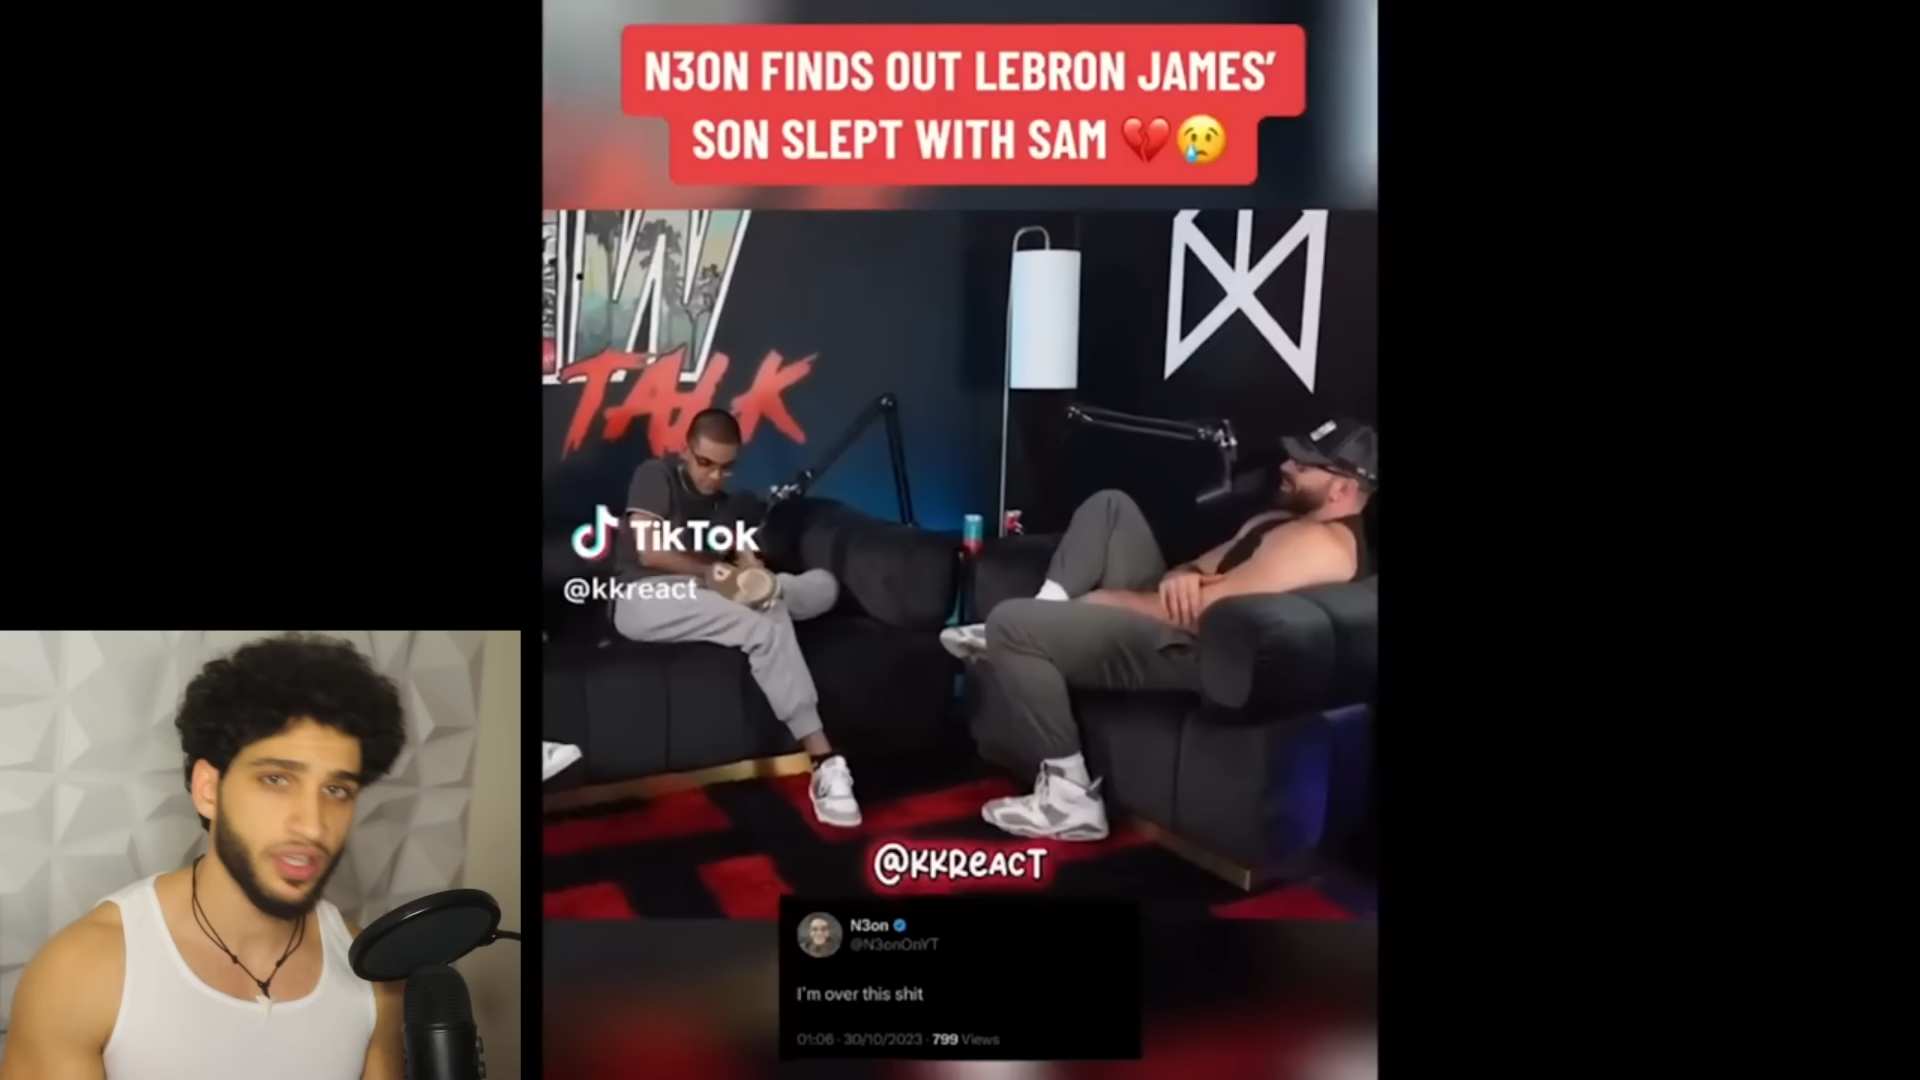 N3ON FINDS OUT LEBRON JAMES’
SON SLEPT WITH SAM 💔😢
TALK
TikTok
@kkreact
@KKREACT
N3on
@N3onOnYT
I'm over this shit
01:06 · 30/10/2023 · 799 Views